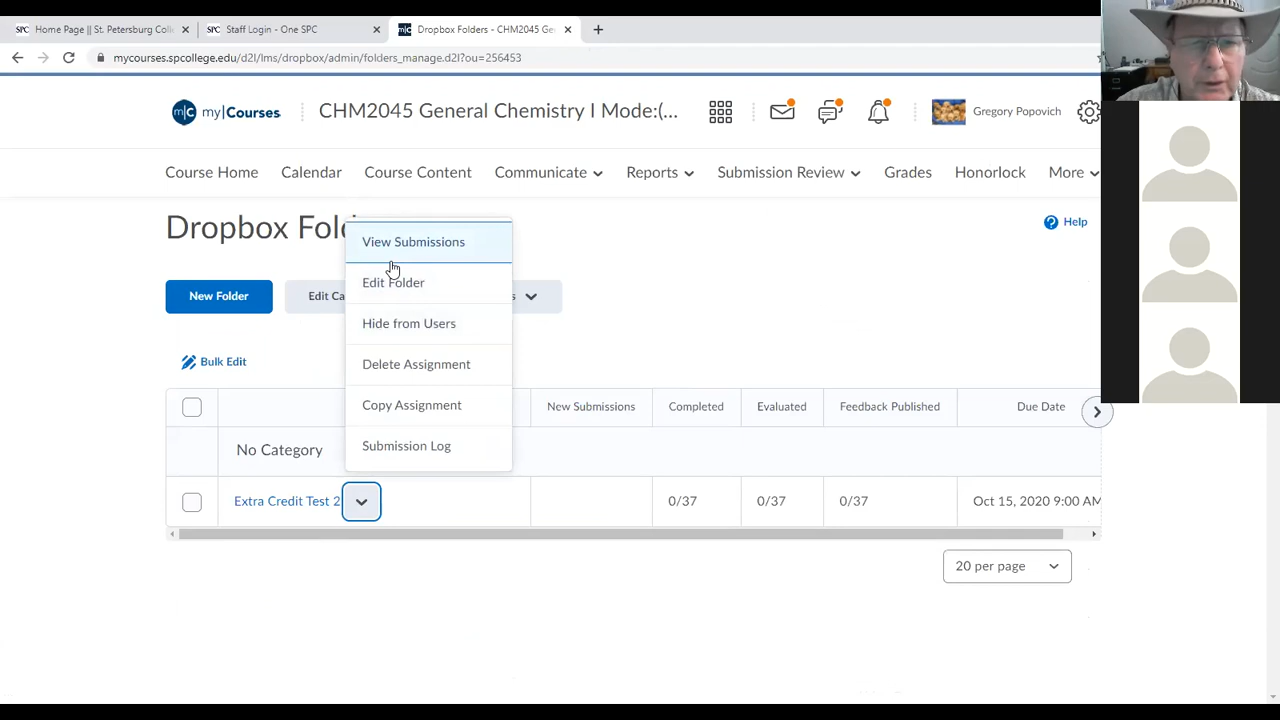 SPC Home Page || St. Petersburg Coll
SPC Staff Login - One SPC
m|c Dropbox Folders - CHM2045 Ge
mycourses.spcollege.edu/d2l/lms/dropbox/admin/folders_manage.d2l?ou=256453
m|c my|Courses
CHM2045 General Chemistry I Mode:(...
Gregory Popovich
Course Home
Calendar
Course Content
Communicate
Reports
Submission Review
Grades
Honorlock
More
Dropbox Fol
Help
View Submissions
Edit Folder
Hide from Users
Delete Assignment
Copy Assignment
Submission Log
New Folder
Edit Ca
s
Bulk Edit
New Submissions
Completed
Evaluated
Feedback Published
Due Date
No Category
Extra Credit Test 2
0/37
0/37
0/37
Oct 15, 2020 9:00 AM
20 per page